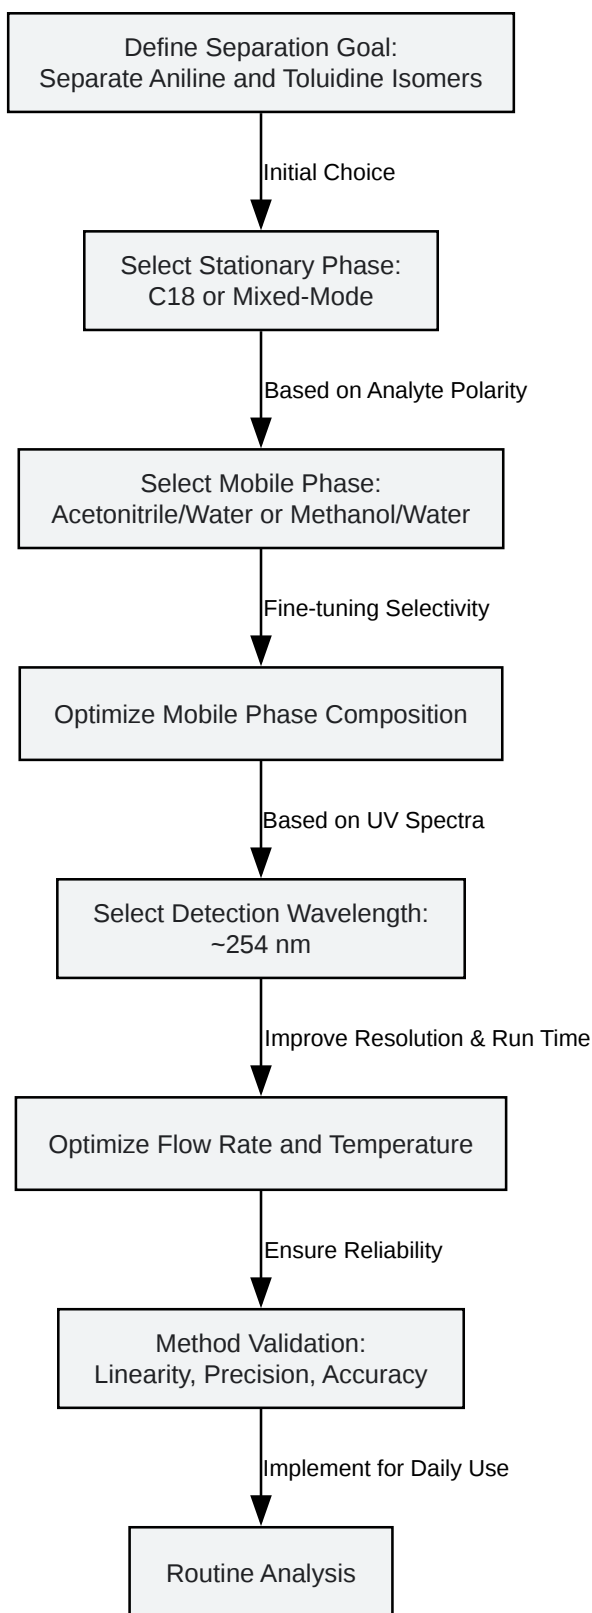 Define Separation Goal:
Separate Aniline and Toluidine Isomers
Initial Choice
Select Stationary Phase:
C18 or Mixed-Mode
Based on Analyte Polarity
Select Mobile Phase:
Acetonitrile/Water or Methanol/Water
Fine-tuning Selectivity
Optimize Mobile Phase Composition
Based on UV Spectra
Select Detection Wavelength:
~254 nm
Improve Resolution & Run Time
Optimize Flow Rate and Temperature
Ensure Reliability
Method Validation:
Linearity, Precision, Accuracy
Implement for Daily Use
Routine Analysis